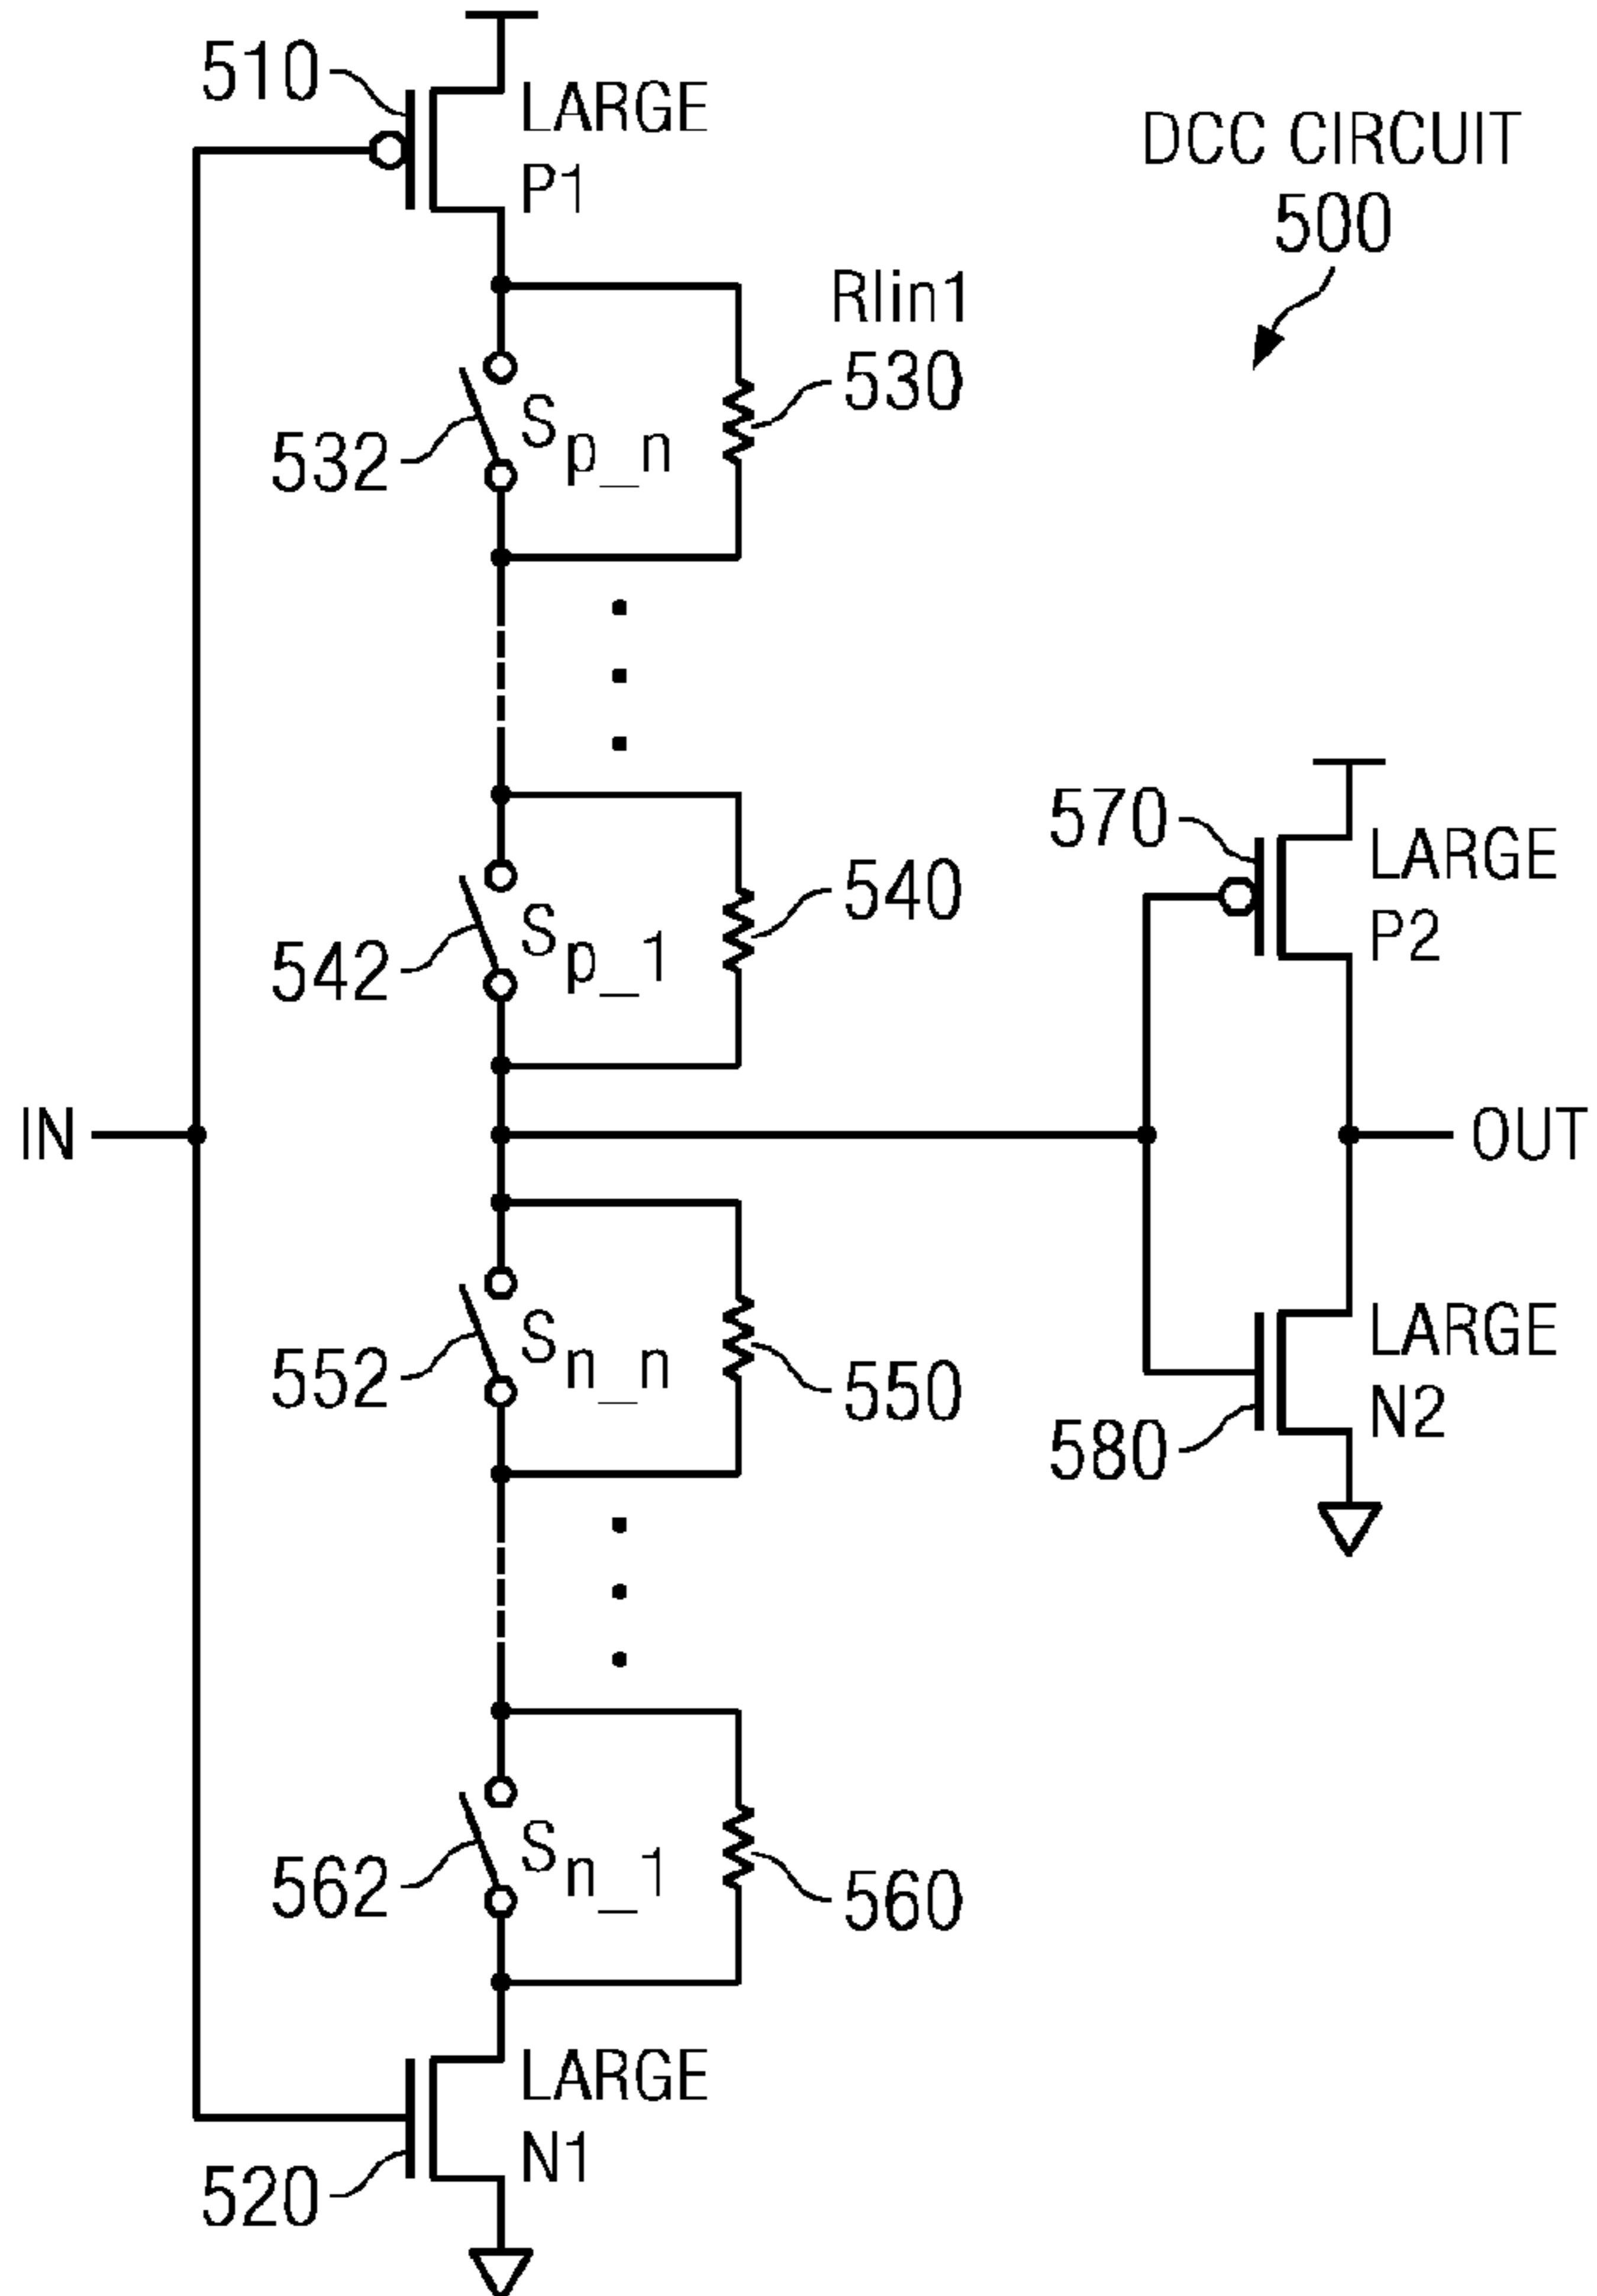 510
LARGE
P1
DCC CIRCUIT
500
Rlin1
530
532
Sp_n
540
542
Sp_1
570
LARGE
P2
IN
OUT
552
Sn_n
550
LARGE
N2
580
562
Sn_1
560
LARGE
N1
520